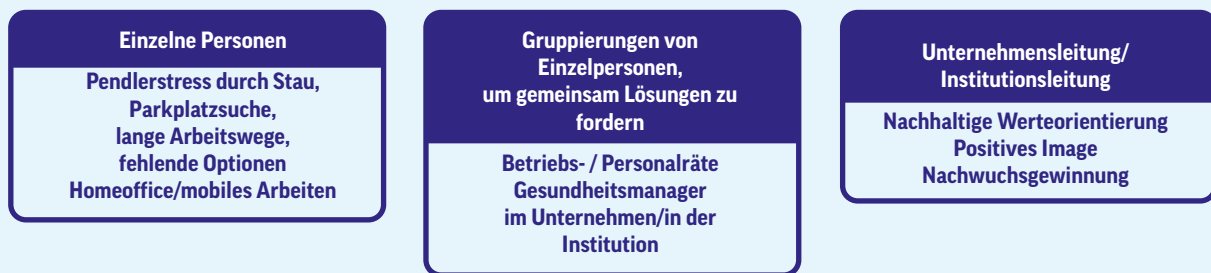 Einzelne Personen
Pendlerstress durch Stau,
Parkplatzsuche,
lange Arbeitswege,
fehlende Optionen
Homeoffice/mobiles Arbeiten
Gruppierungen von
Einzelpersonen,
um gemeinsam Lösungen zu
fordern
Betriebs- / Personalräte
Gesundheitsmanager
im Unternehmen/in der
Institution
Unternehmensleitung/
Institutionsleitung
Nachhaltige Werteorientierung
Positives Image
Nachwuchsgewinnung